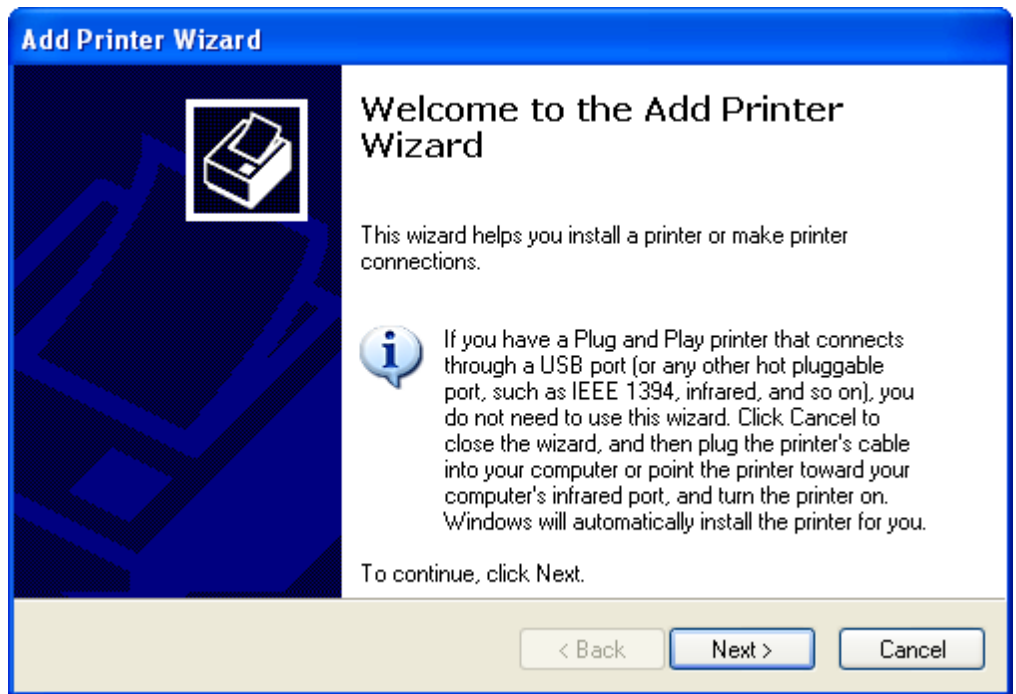 Add Printer Wizard
Welcome to the Add Printer
Wizard
This wizard helps you install a printer or make printer
connections.
If you have a Plug and Play printer that connects
through a USB port (or any other hot pluggable
port, such as IEEE 1394, infrared, and so on), you
do not need to use this wizard. Click Cancel to
close the wizard, and then plug the printer's cable
into your computer or point the printer toward your
computer's infrared port, and turn the printer on.
Windows will automatically install the printer for you.
To continue, click Next.
< Back Next > Cancel